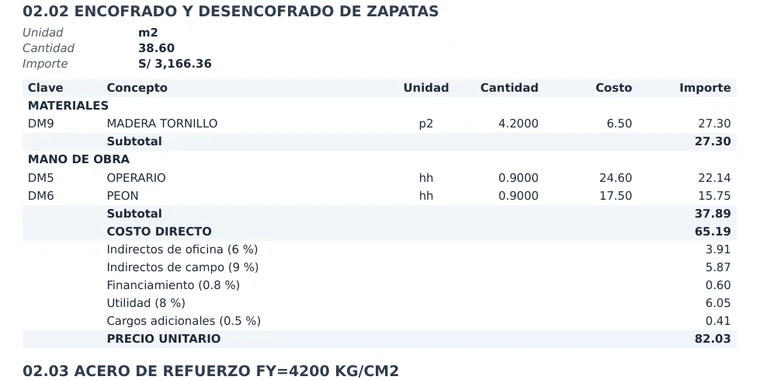 02.02 ENCOFRADO Y DESENCOFRADO DE ZAPATAS
Unidad m2
Cantidad 38.60
Importe S/ 3,166.36
Clave Concepto Unidad Cantidad Costo Importe
MATERIALES
DM9 MADERA TORNILLO p2 4.2000 6.50 27.30
Subtotal 27.30
MANO DE OBRA
DM5 OPERARIO hh 0.9000 24.60 22.14
DM6 PEON hh 0.9000 17.50 15.75
Subtotal 37.89
COSTO DIRECTO 65.19
Indirectos de oficina (6 %) 3.91
Indirectos de campo (9 %) 5.87
Financiamiento (0.8 %) 0.60
Utilidad (8 %) 6.05
Cargos adicionales (0.5 %) 0.41
PRECIO UNITARIO 82.03
02.03 ACERO DE REFUERZO FY=4200 KG/CM2